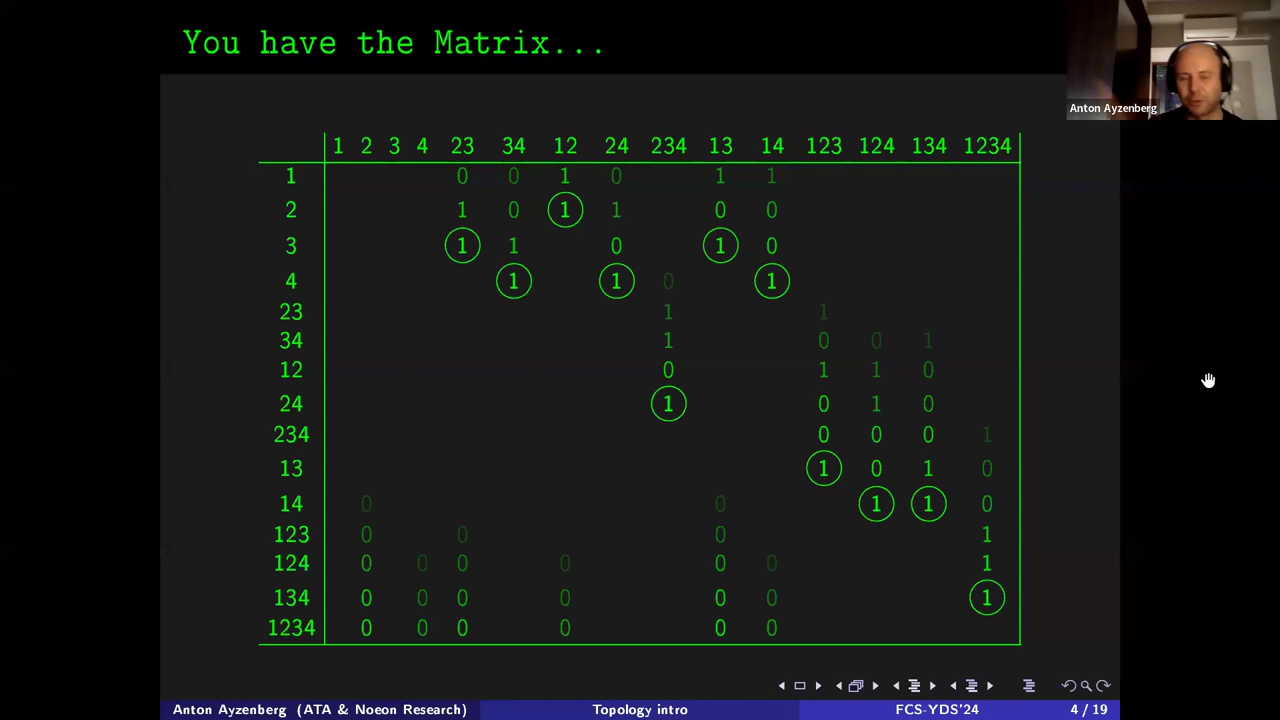 You have the Matrix...
Anton Ayzenberg
1 2 3 4 23 34 12 24 234 13 14 123 124 134 1234
1 0 0 1 0 1 1
2 1 0 1 1 0 0
3 1 1 0 1 0
4 1 1 0 1
23 1 1
34 1 0 0 1
12 0 1 1 0
24 1 0 1 0
234 0 0 0 1
13 1 0 1 0
14 0 0 1 1 0
123 0 0 0 1
124 0 0 0 0 0 0 1
134 0 0 0 0 0 0 1
1234 0 0 0 0 0 0
Anton Ayzenberg (ATA & Noeon Research) Topology intro FCS-YDS'24 4 / 19